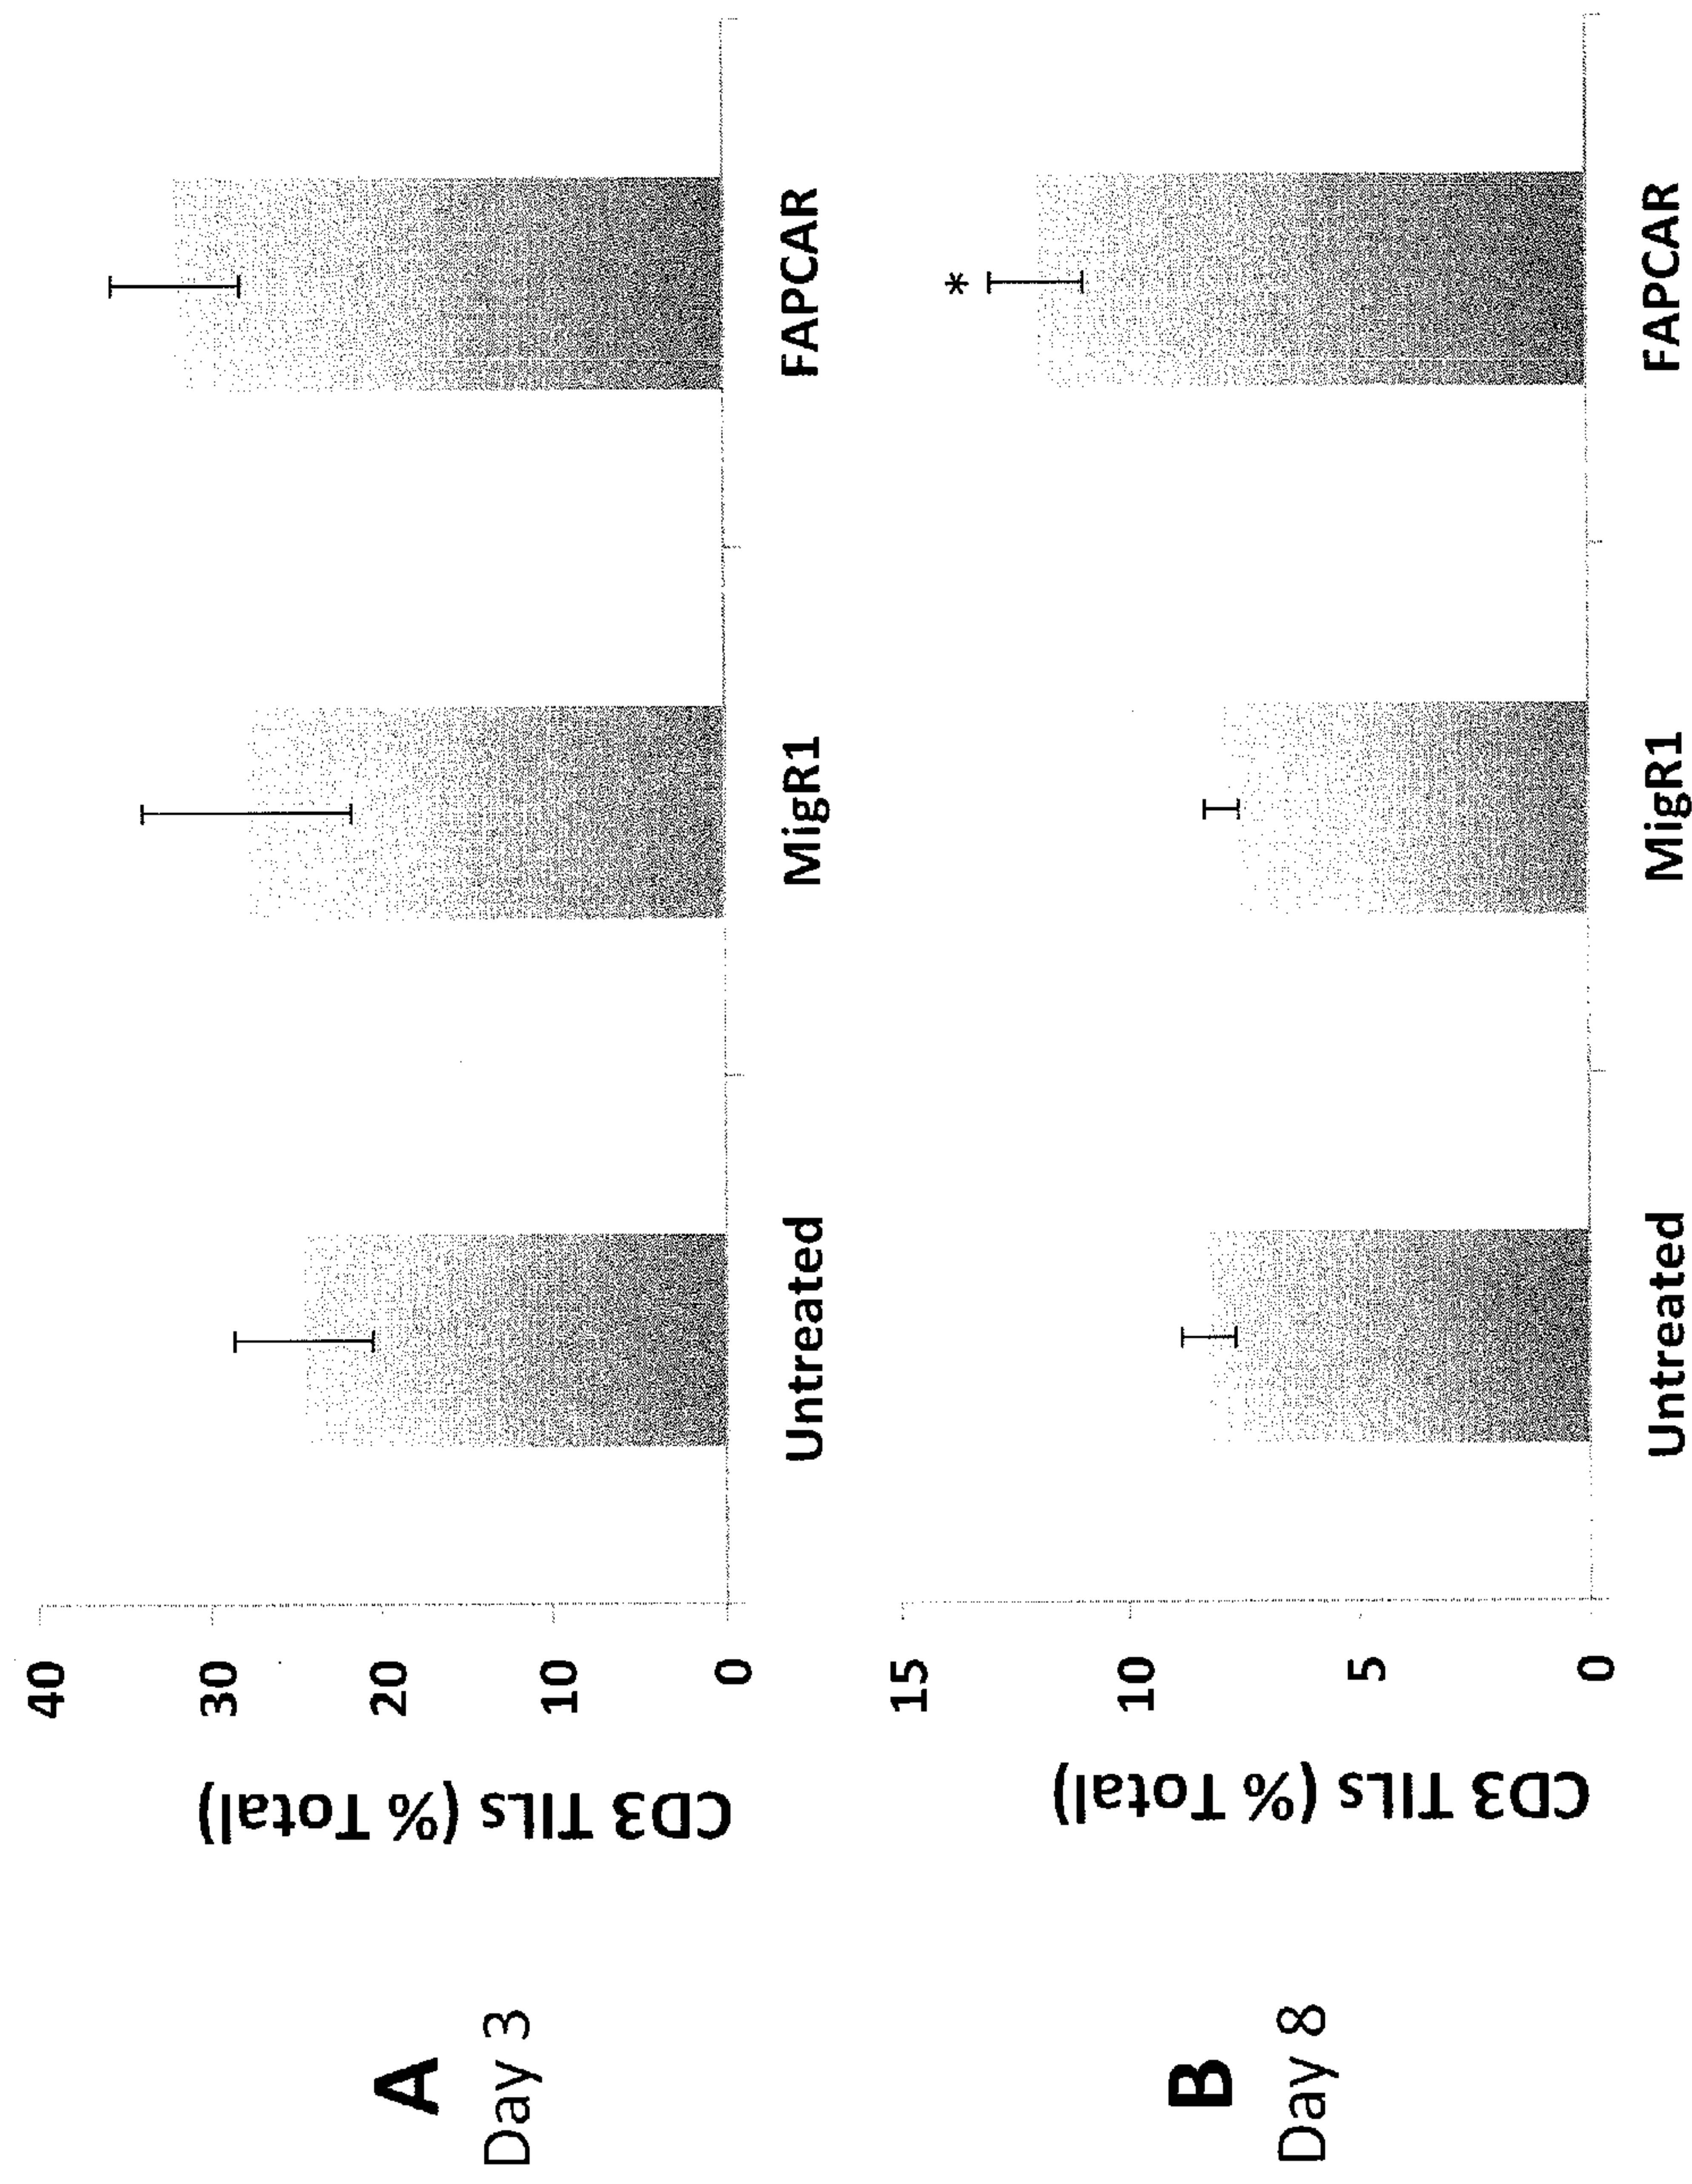 A
Day 3
CD3 TILs (% Total)
40
30
20
10
0
Untreated
MigR1
FAPCAR
B
Day 8
CD3 TILs (% Total)
15
10
5
0
*
Untreated
MigR1
FAPCAR